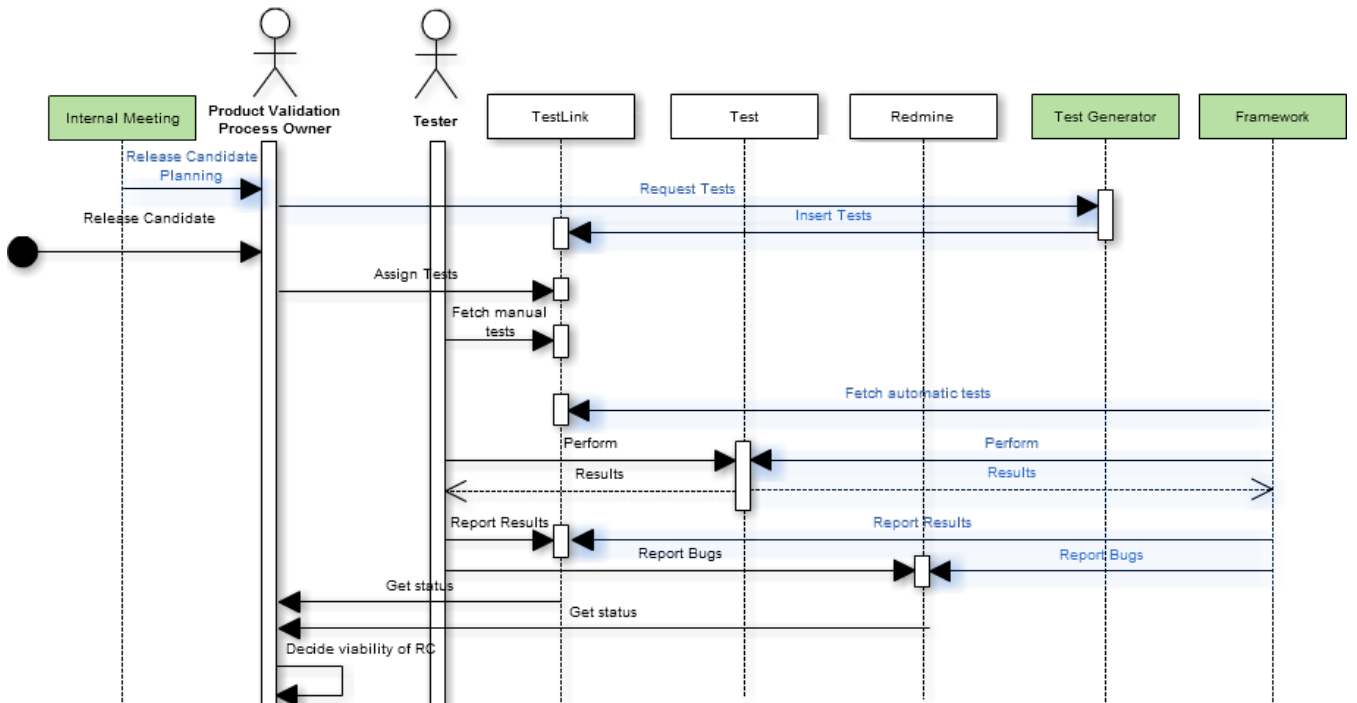 Internal Meeting
Product Validation
Process Owner
Tester
TestLink
Test
Redmine
Test Generator
Framework
Release Candidate
Planning
Request Tests
Insert Tests
Release Candidate
Assign Tests
Fetch manual
tests
Fetch automatic tests
Perform
Perform
Results
Results
Report Results
Report Results
Report Bugs
Report Bugs
Get status
Get status
Decide viability of RC